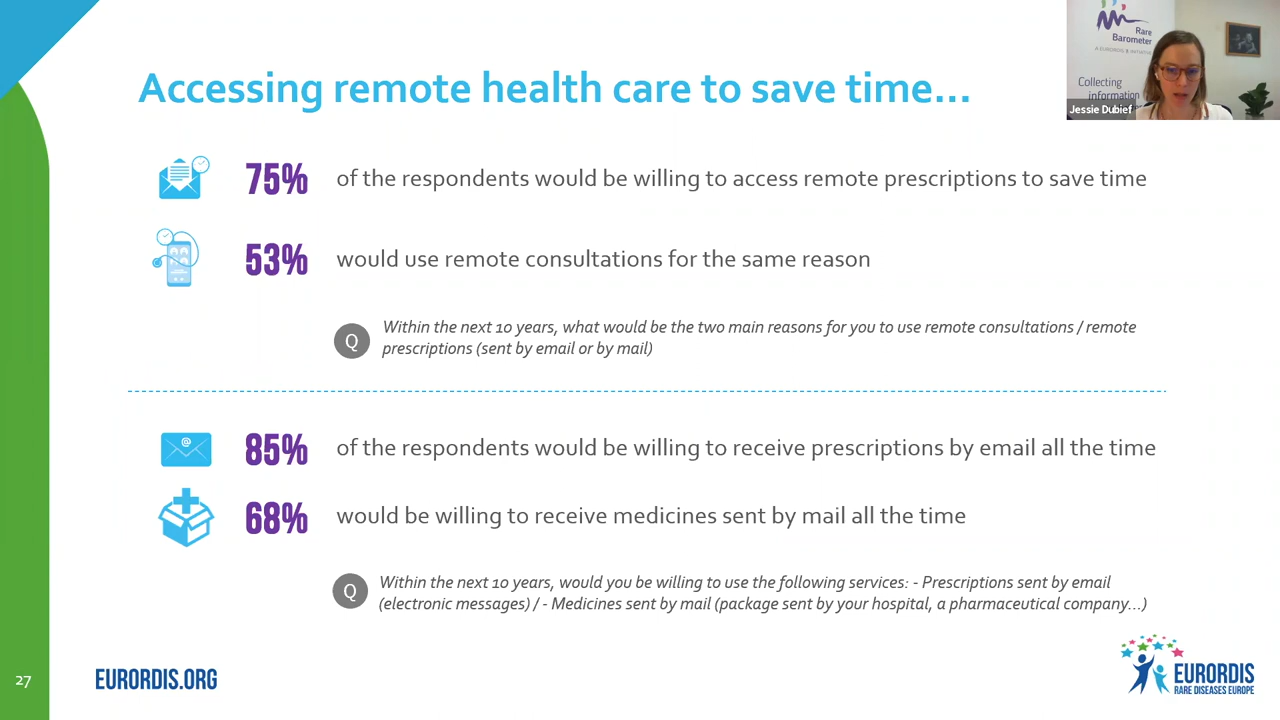 Accessing remote health care to save time...
75% of the respondents would be willing to access remote prescriptions to save time
53% would use remote consultations for the same reason
Q Within the next 10 years, what would be the two main reasons for you to use remote consultations / remote
prescriptions (sent by email or by mail)
@ 85% of the respondents would be willing to receive prescriptions by email all the time
68% would be willing to receive medicines sent by mail all the time
Q Within the next 10 years, would you be willing to use the following services: - Prescriptions sent by email
(electronic messages) / - Medicines sent by mail (package sent by your hospital, a pharmaceutical company...)
27
EURORDIS.ORG
EURORDIS
RARE DISEASES EUROPE
Rare
Barometer
A EURORDIS INITIATIVE
Collecting
information
Jessie Dubief